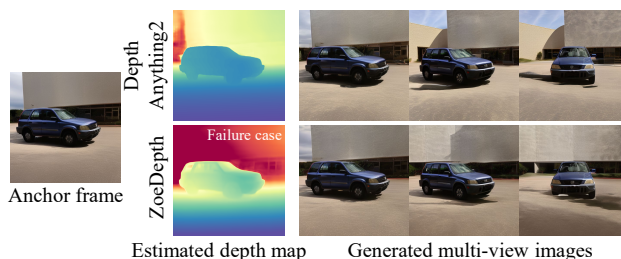 Depth
Anything2
Failure case
ZoeDepth
Anchor frame
Estimated depth map
Generated multi-view images